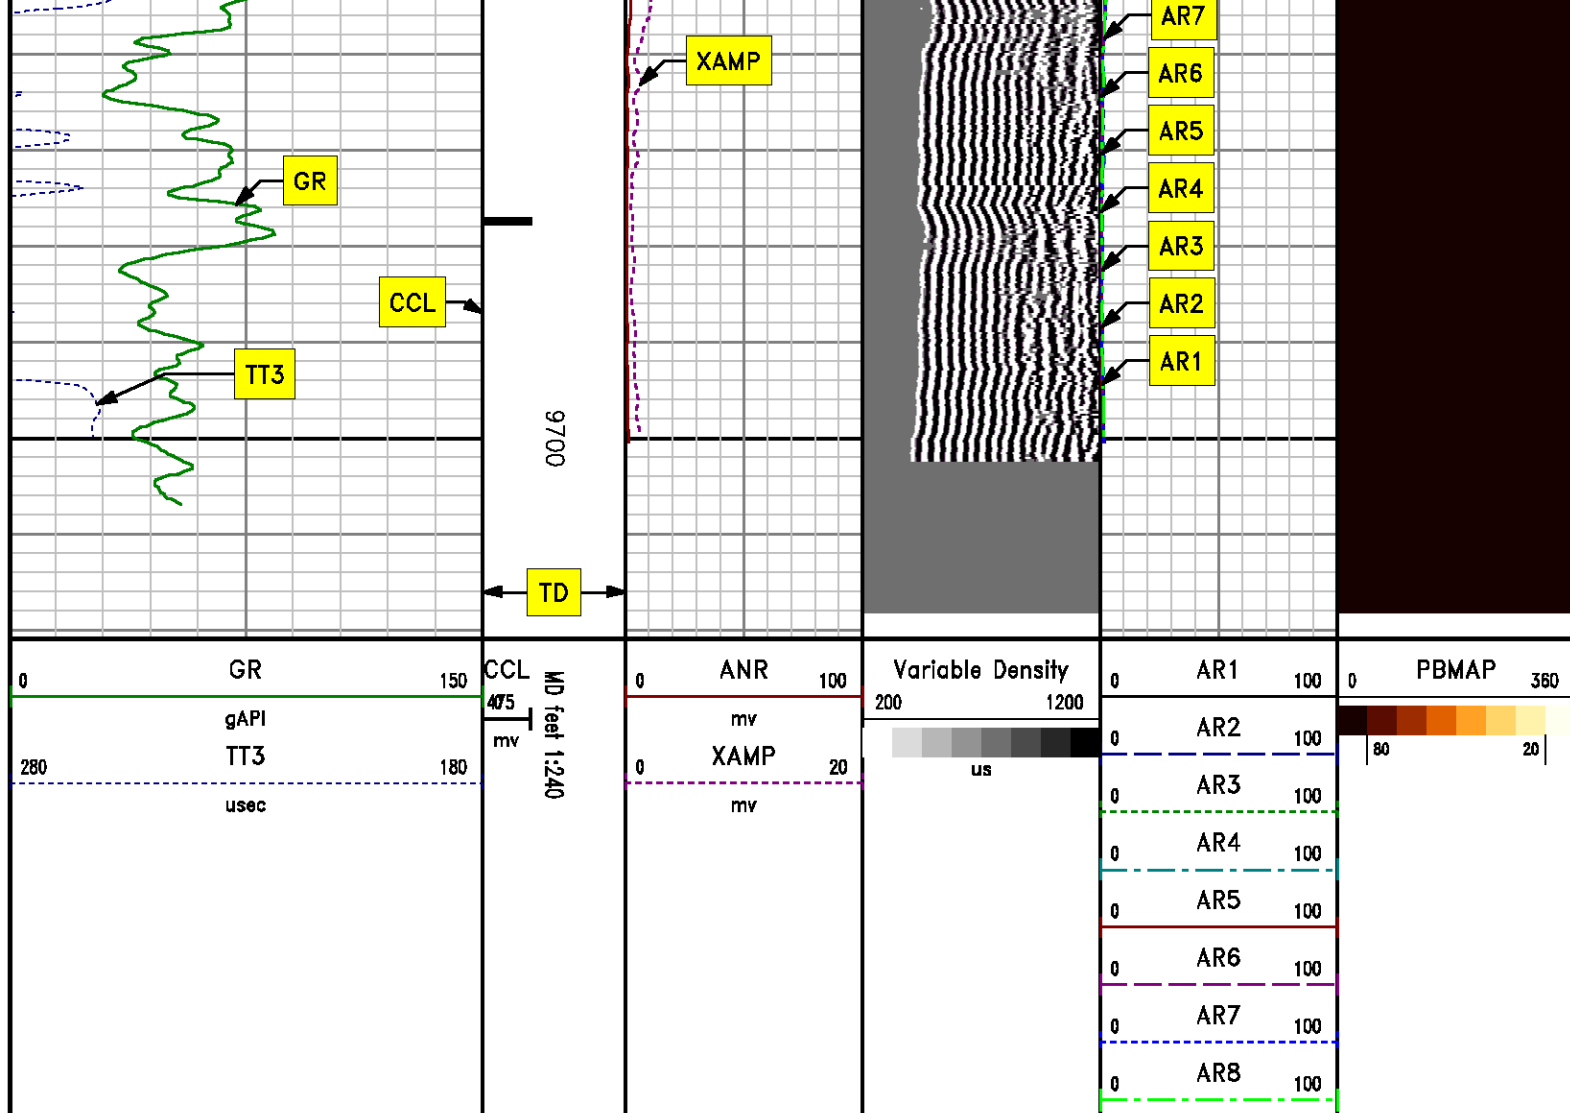 AR7
XAMP
AR6
AR5
GR
AR4
AR3
CCL
AR2
AR1
TT3
9700
TD
GR
0 150
gAPI
TT3
280 180
usec
CCL
475
mv
MD feet 1:240
ANR
0 100
mv
XAMP
0 20
mv
Variable Density
200 1200
us
AR1
0 100
AR2
0 100
AR3
0 100
AR4
0 100
AR5
0 100
AR6
0 100
AR7
0 100
AR8
0 100
PBMAP
0 360
80 20